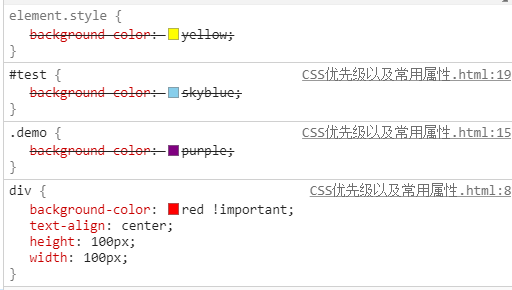 element.style {
background-color: yellow;
}
#test { CSS优先级以及常用属性.html:19
background-color: skyblue;
}
.demo { CSS优先级以及常用属性.html:15
background-color: purple;
}
div { CSS优先级以及常用属性.html:8
background-color: red !important;
text-align: center;
height: 100px;
width: 100px;
}